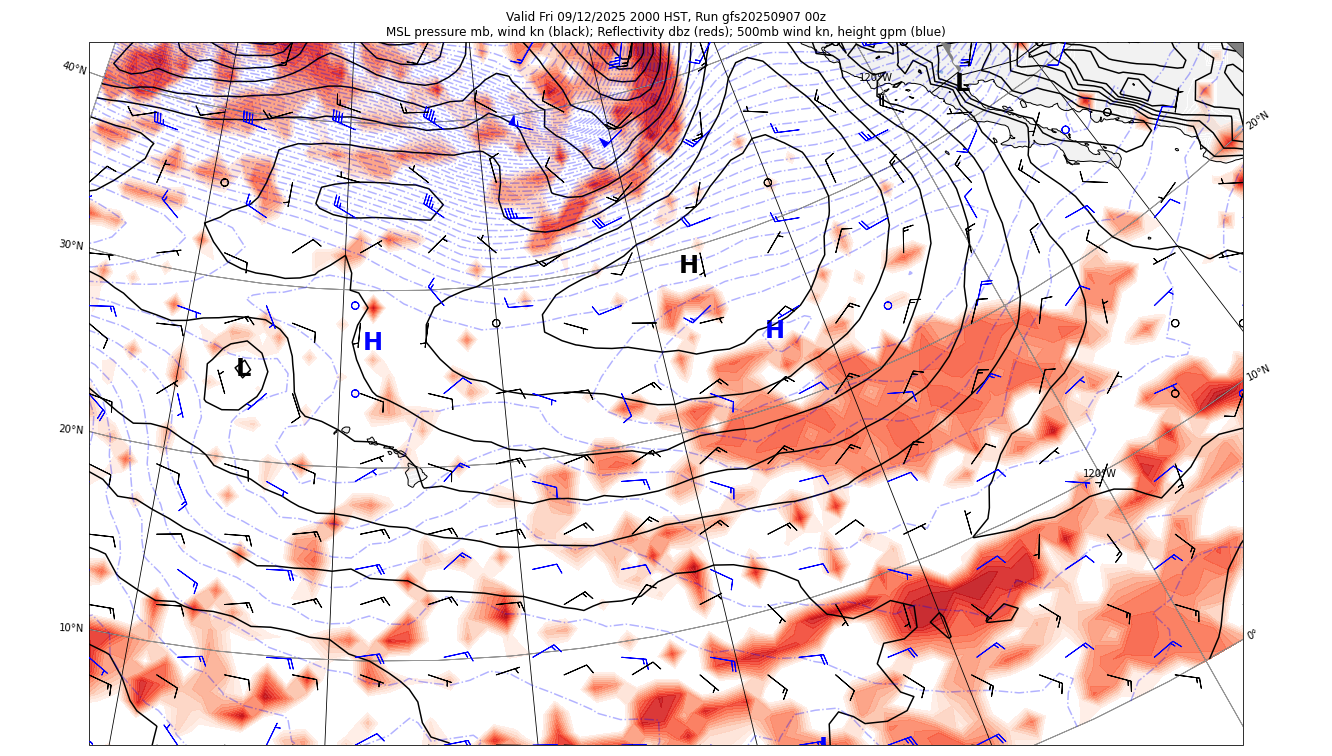 Valid Fri 09/12/2025 2000 HST, Run gfs20250907 00z
MSL pressure mb, wind kn (black); Reflectivity dbz (reds); 500mb wind kn, height gpm (blue)
40°N
120°W
L
20°N
30°N
H
H
H
L
10°N
20°N
120°W
10°N
0°
L